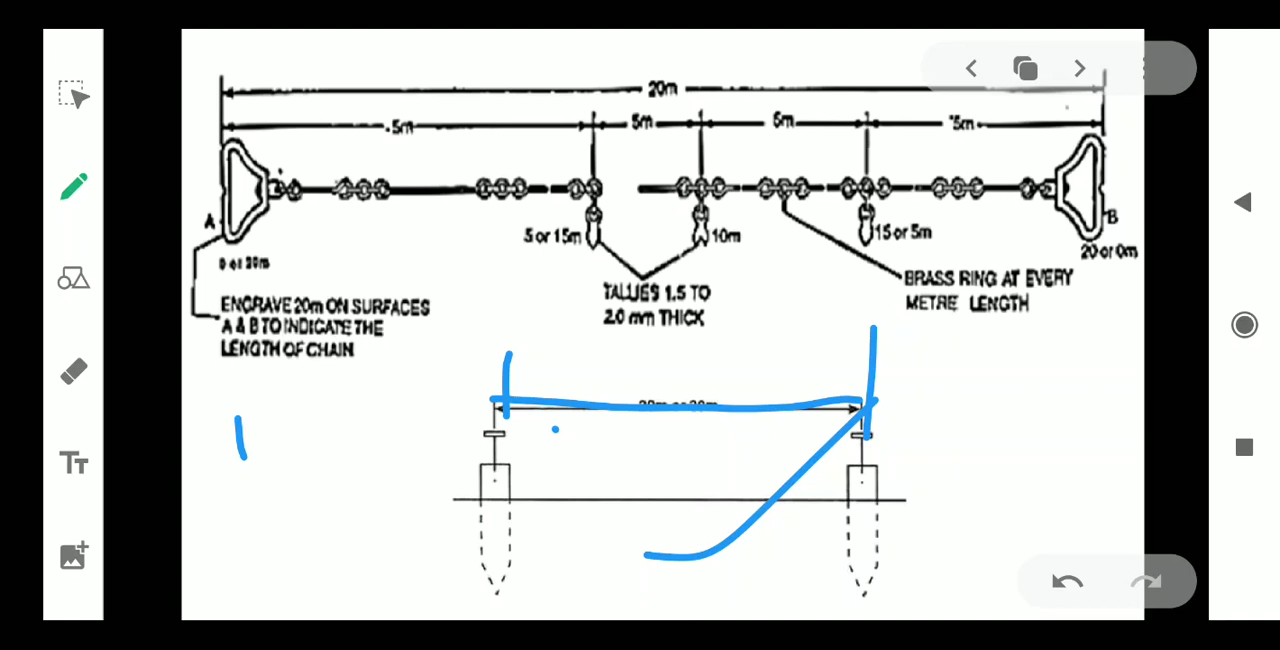 20m
5m 5m 5m 5m
A B
5 or 15m 10m 15 or 5m
0 or 20m 20 or 0m
ENGRAVE 20m ON SURFACES
A & B TO INDICATE THE
LENGTH OF CHAIN
TALLIES 1.5 TO
2.0 mm THICK
BRASS RING AT EVERY
METRE LENGTH
TT